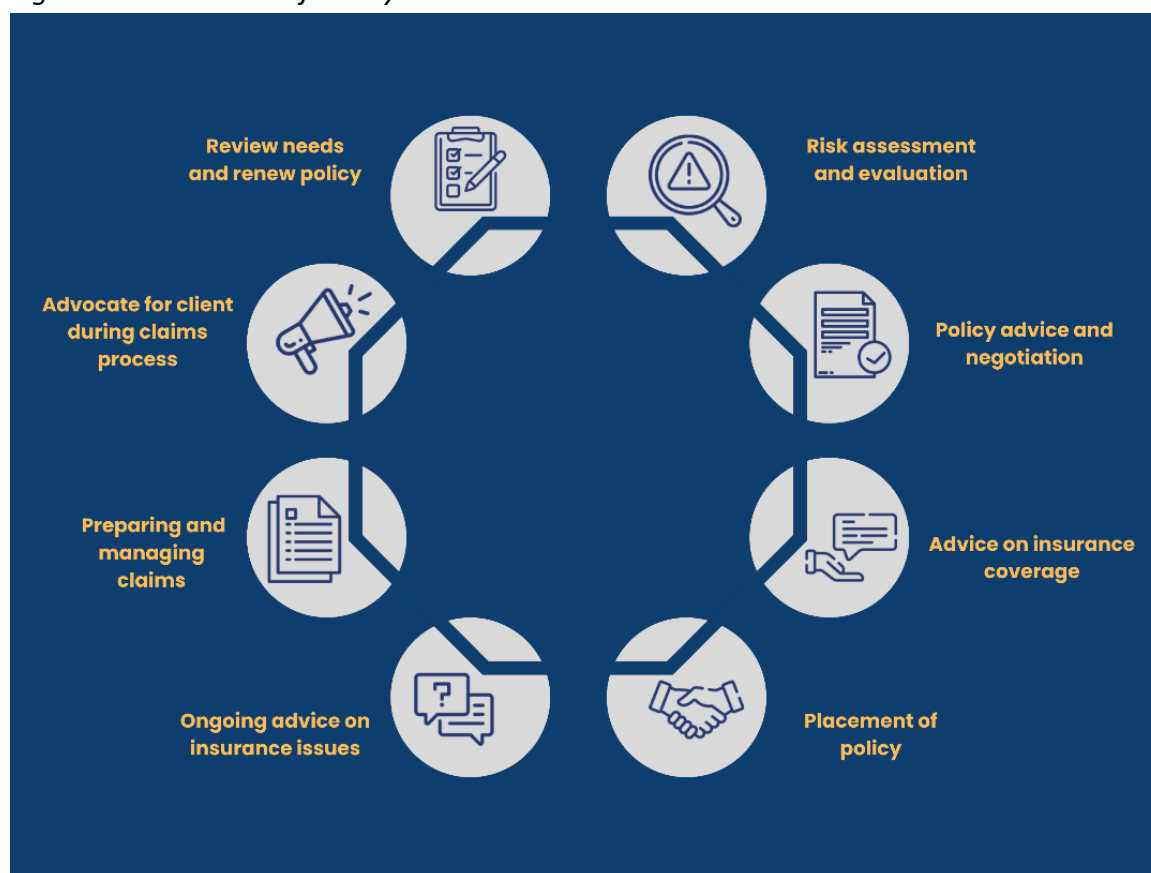 Review needs
and renew policy
Risk assessment
and evaluation
Advocate for client
during claims
process
Policy advice and
negotiation
Preparing and
managing
claims
Advice on insurance
coverage
Ongoing advice on
insurance issues
Placement of
policy
?